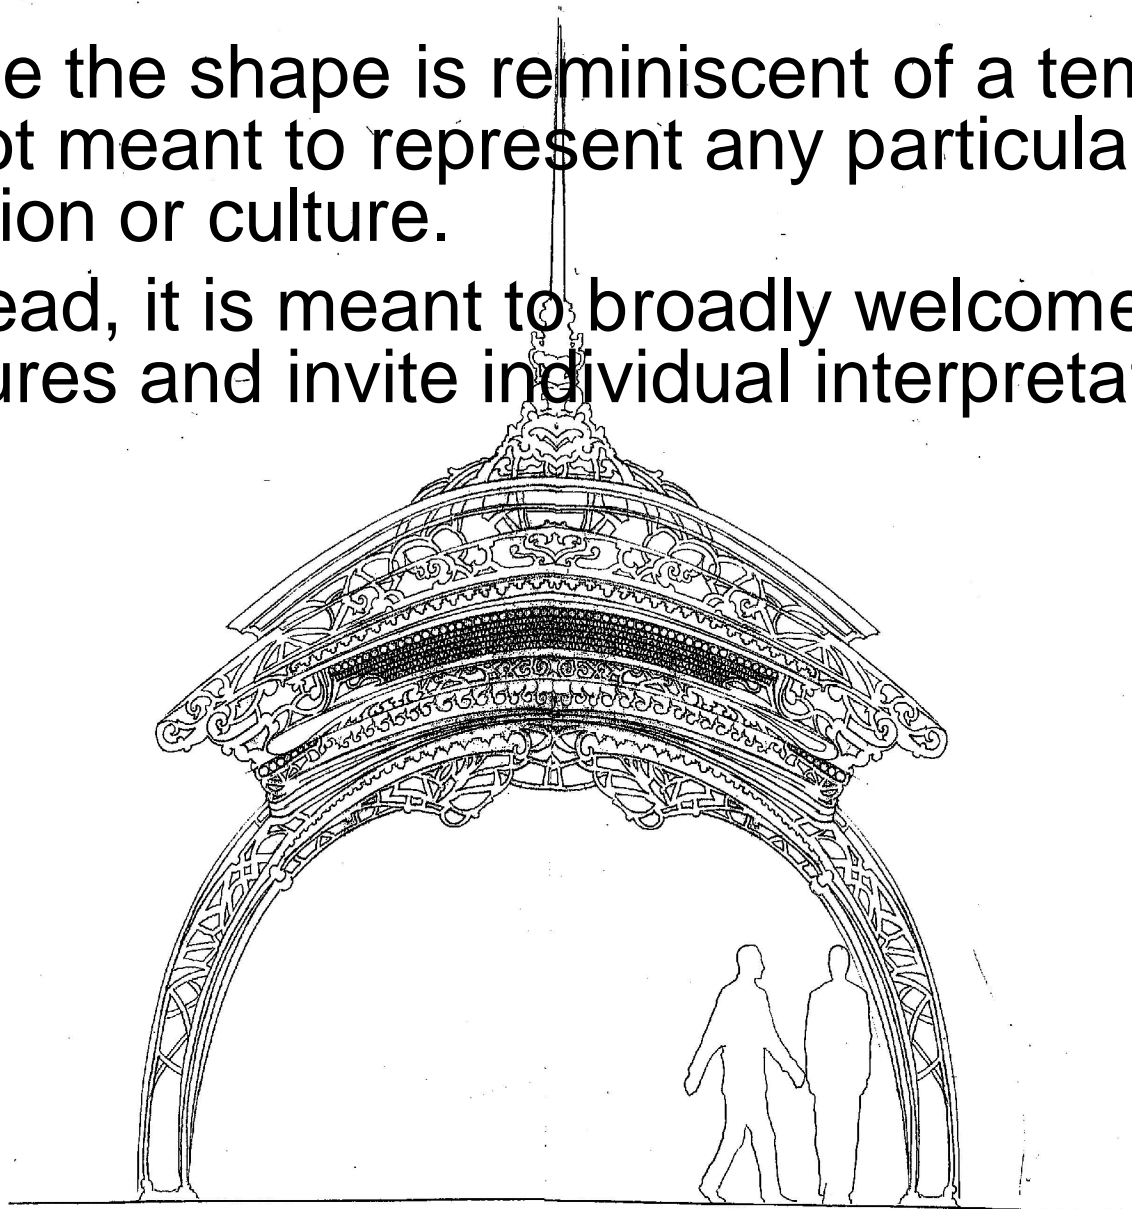 e the shape is reminiscent of a tem
ot meant to represent any particula
ion or culture.
ead, it is meant to broadly welcome
ures and invite individual interpreta